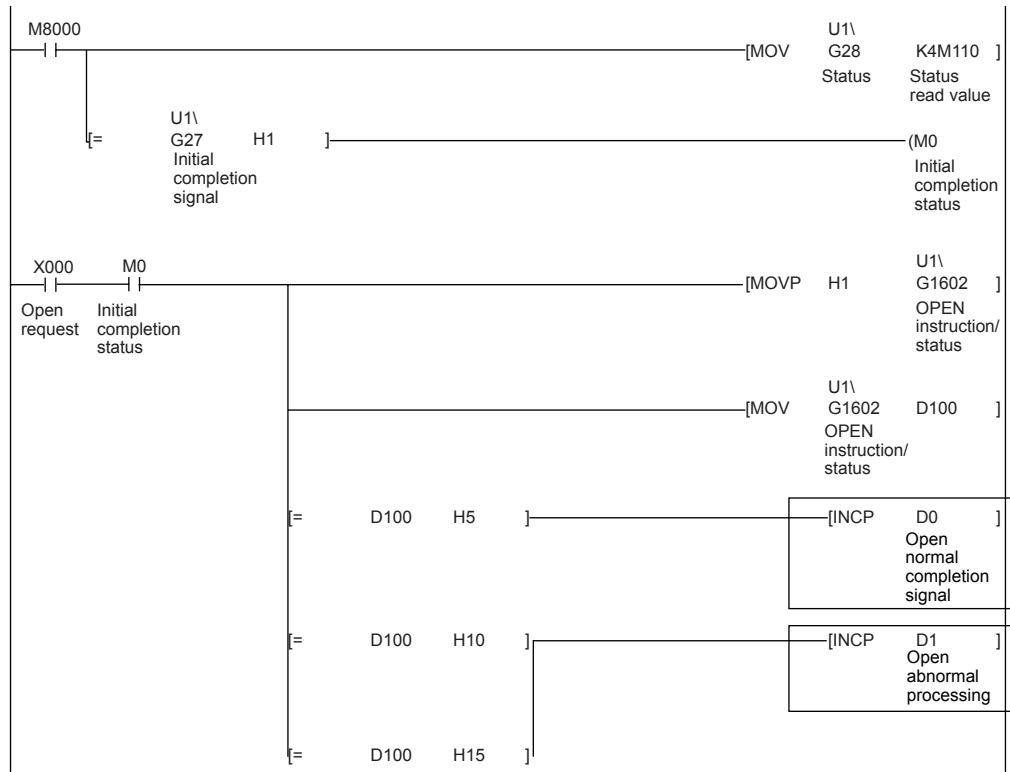 M8000
[MOV U1\ G28 K4M110 ]
Status Status read value
[= U1\ G27 H1 ] (M0
Initial completion signal
Initial completion status
X000 M0
Open request
Initial completion status
[MOVP H1 U1\ G1602 ]
OPEN instruction/ status
[MOV U1\ G1602 D100 ]
OPEN instruction/ status
[= D100 H5 ] [INCP D0 ]
Open normal completion signal
[= D100 H10 ] [INCP D1 ]
Open abnormal processing
[= D100 H15 ]